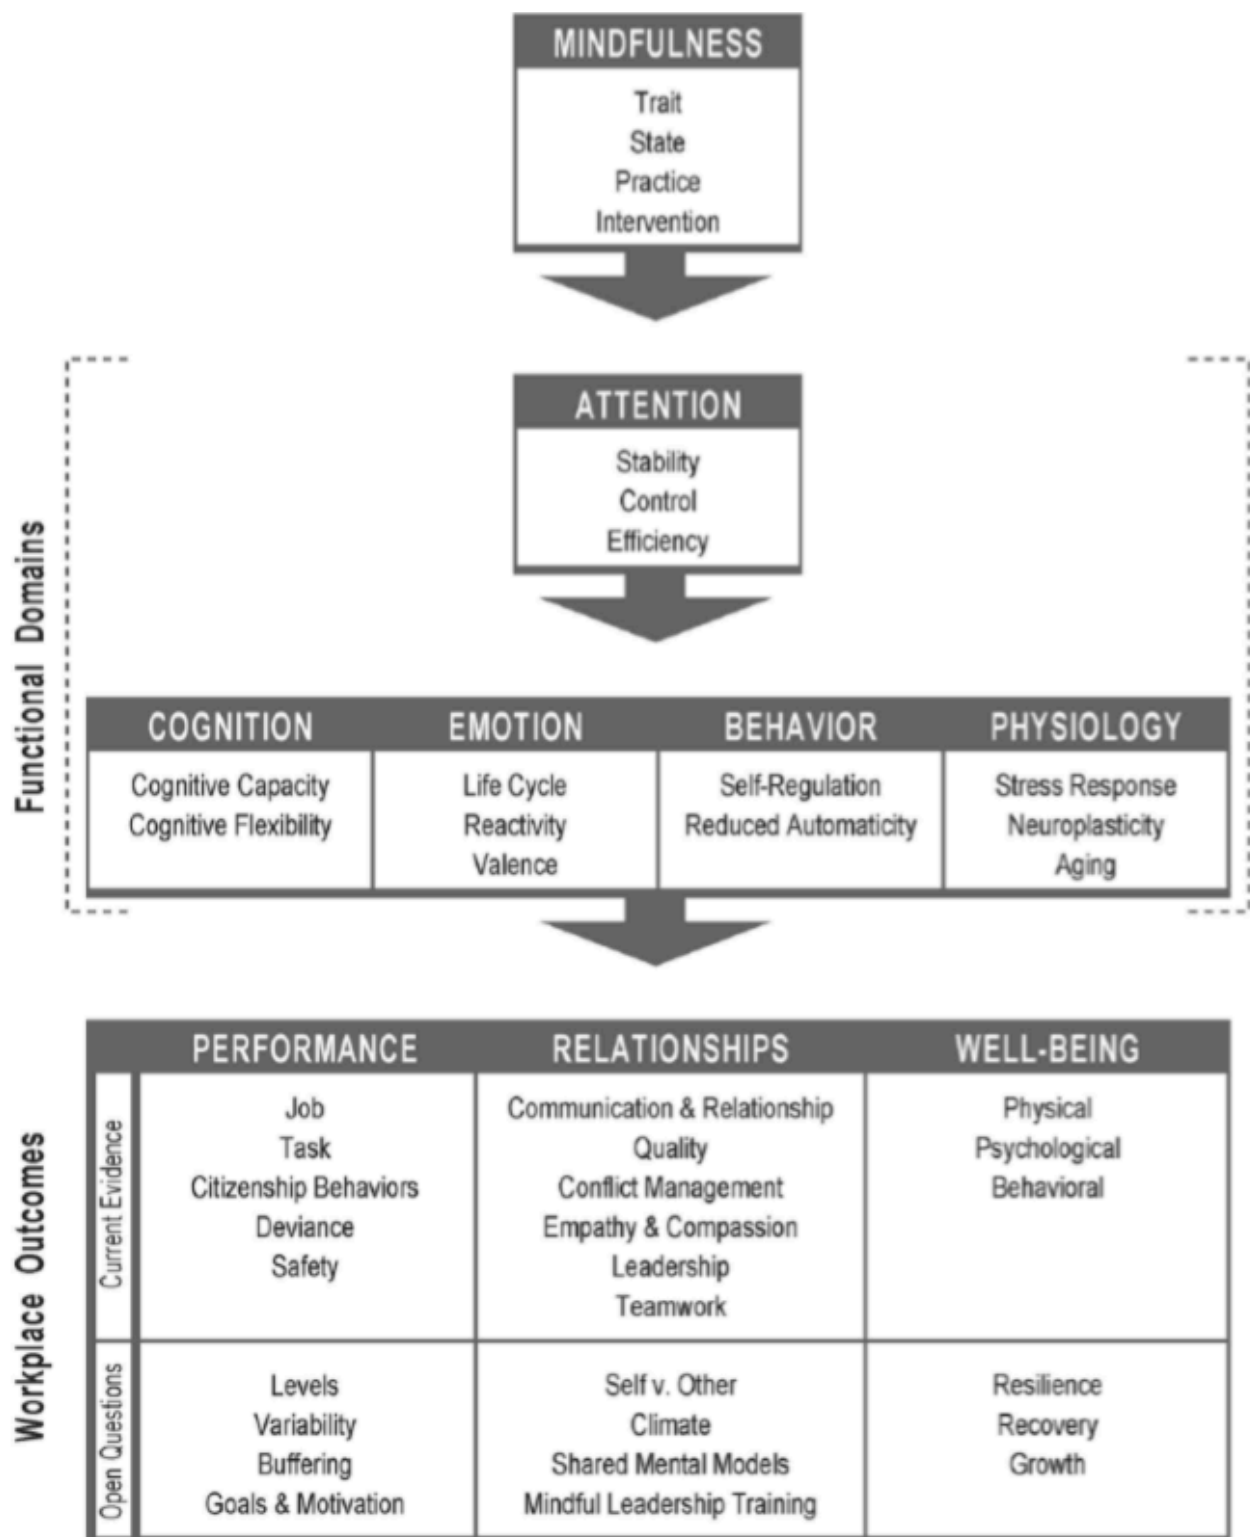 MINDFULNESS
Trait
State
Practice
Intervention
Functional Domains
ATTENTION
Stability
Control
Efficiency
COGNITION
Cognitive Capacity
Cognitive Flexibility
EMOTION
Life Cycle
Reactivity
Valence
BEHAVIOR
Self-Regulation
Reduced Automaticity
PHYSIOLOGY
Stress Response
Neuroplasticity
Aging
Workplace Outcomes
PERFORMANCE
RELATIONSHIPS
WELL-BEING
Current Evidence
Job
Task
Citizenship Behaviors
Deviance
Safety
Communication & Relationship
Quality
Conflict Management
Empathy & Compassion
Leadership
Teamwork
Physical
Psychological
Behavioral
Open Questions
Levels
Variability
Buffering
Goals & Motivation
Self v. Other
Climate
Shared Mental Models
Mindful Leadership Training
Resilience
Recovery
Growth